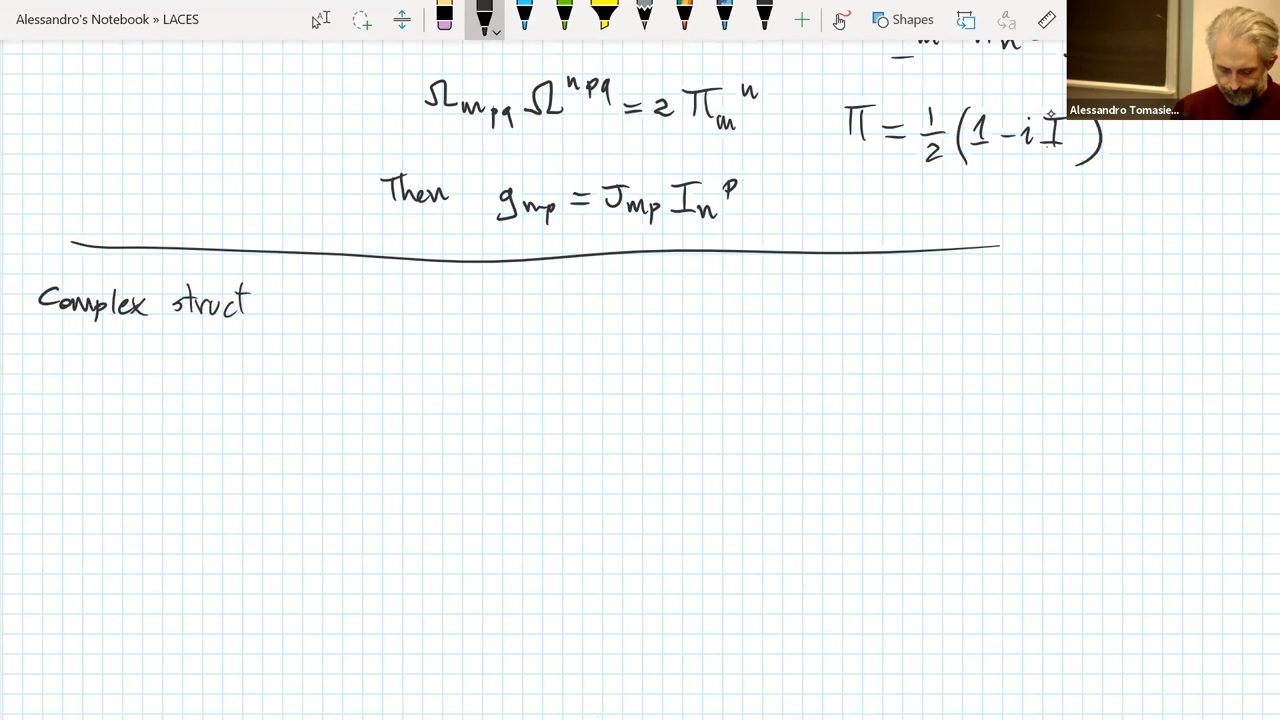 Alessandro's Notebook » LACES
Shapes
Alessandro Tomasie...
Ω_{mpq} Ω^{npq} = 2 Π_m^n
Π = 1/2 (1 - i I)
Then g_{mp} = J_{mp} I_n^p
Complex struct